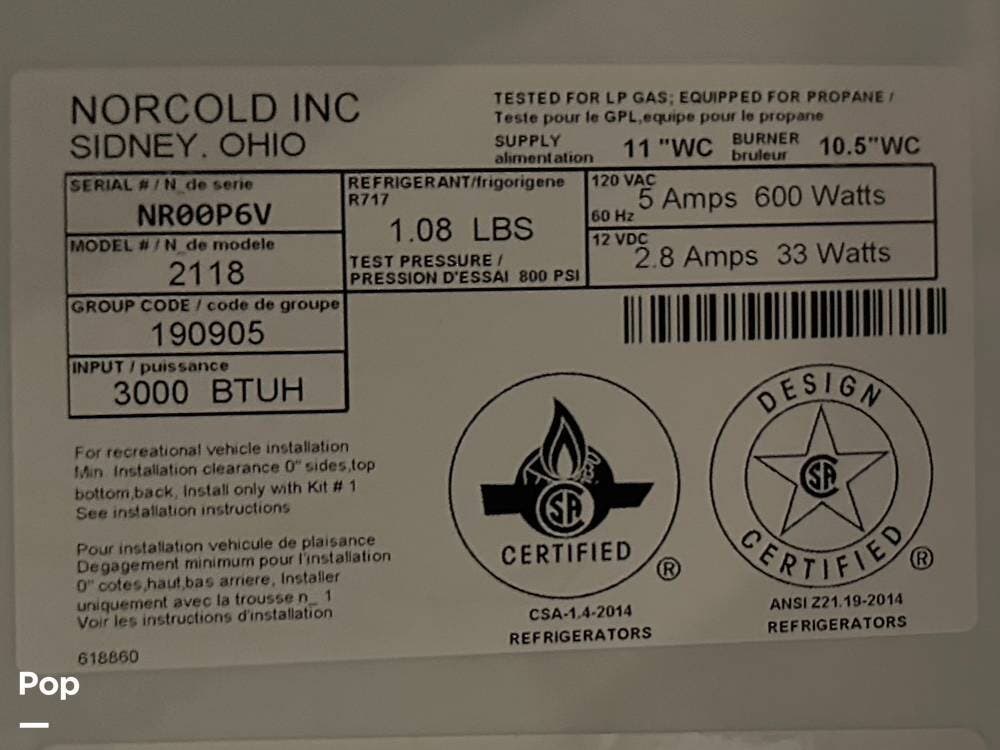 NORCOLD INC
SIDNEY, OHIO
TESTED FOR LP GAS; EQUIPPED FOR PROPANE /
Teste pour le GPL,equipe pour le propane
SUPPLY
alimentation
11 "WC
BURNER
bruleur
10.5"WC
SERIAL # / N_de serie
NR00P6V
MODEL # / N_de modele
2118
GROUP CODE / code de groupe
190905
INPUT / puissance
3000 BTUH
REFRIGERANT/frigorigene
R717
1.08 LBS
TEST PRESSURE /
PRESSION D'ESSAI 800 PSI
120 VAC
60 Hz
5 Amps 600 Watts
12 VDC
2.8 Amps 33 Watts
For recreational vehicle installation
Min. Installation clearance 0" sides,top
bottom,back, Install only with Kit # 1
See installation instructions
Pour installation vehicule de plaisance
Degagement minimum pour l'installation
0" cotes,haut,bas arriere, Installer
uniquement avec la trousse n_ 1
Voir les instructions d'installation
618860
CSA
CERTIFIED
®
CSA-1.4-2014
REFRIGERATORS
DESIGN
CSA
CERTIFIED
®
ANSI Z21.19-2014
REFRIGERATORS
Pop